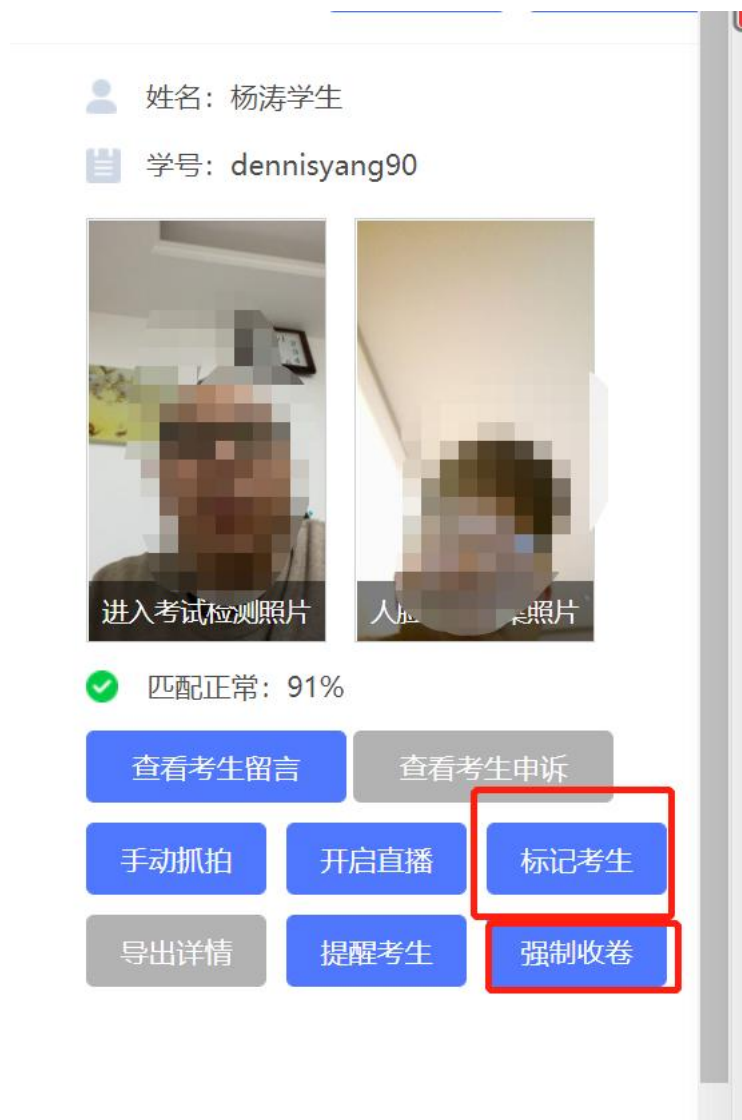 姓名：杨涛学生
学号：dennisyang90
进入考试检测照片
人脸 照片
匹配正常：91%
查看考生留言 查看考生申诉
手动抓拍 开启直播 标记考生
导出详情 提醒考生 强制收卷